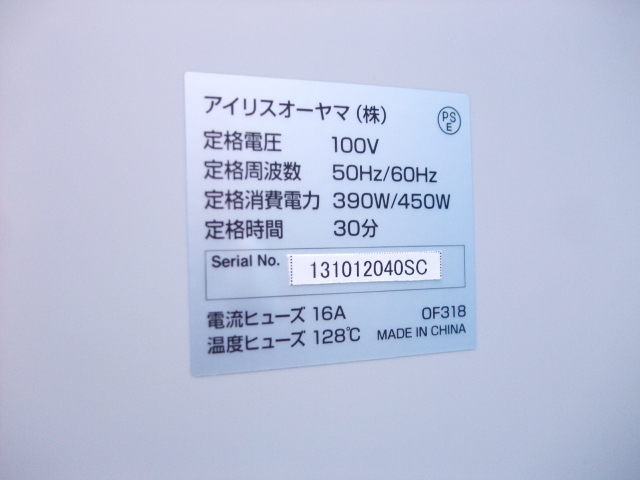 アイリスオーヤマ(株)
PS
E
定格電圧 100V
定格周波数 50Hz/60Hz
定格消費電力 390W/450W
定格時間 30分
Serial No. 131012040SC
電流ヒューズ 16A OF318
温度ヒューズ 128℃ MADE IN CHINA